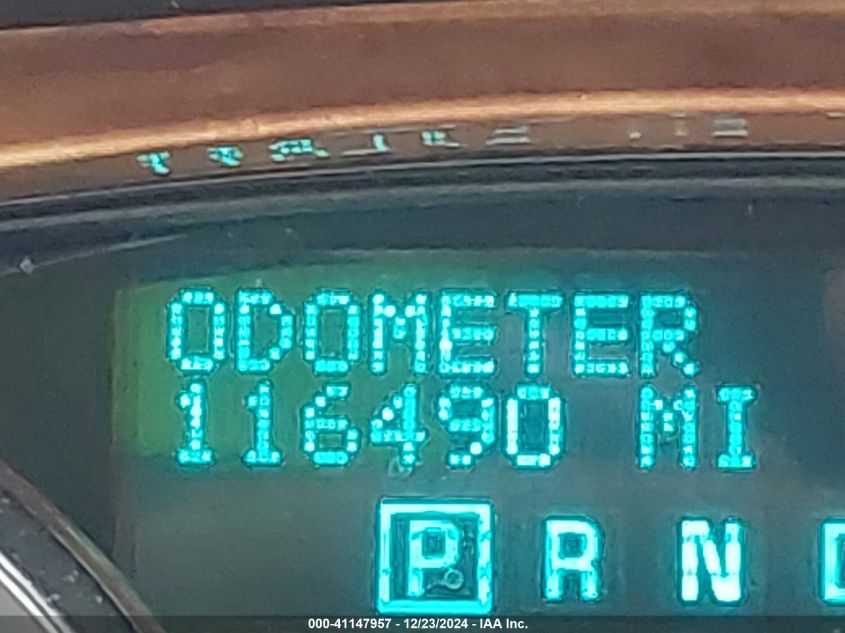 ODOMETER
116490 MI
P R N
000-41147957 - 12/23/2024 - IAA Inc.